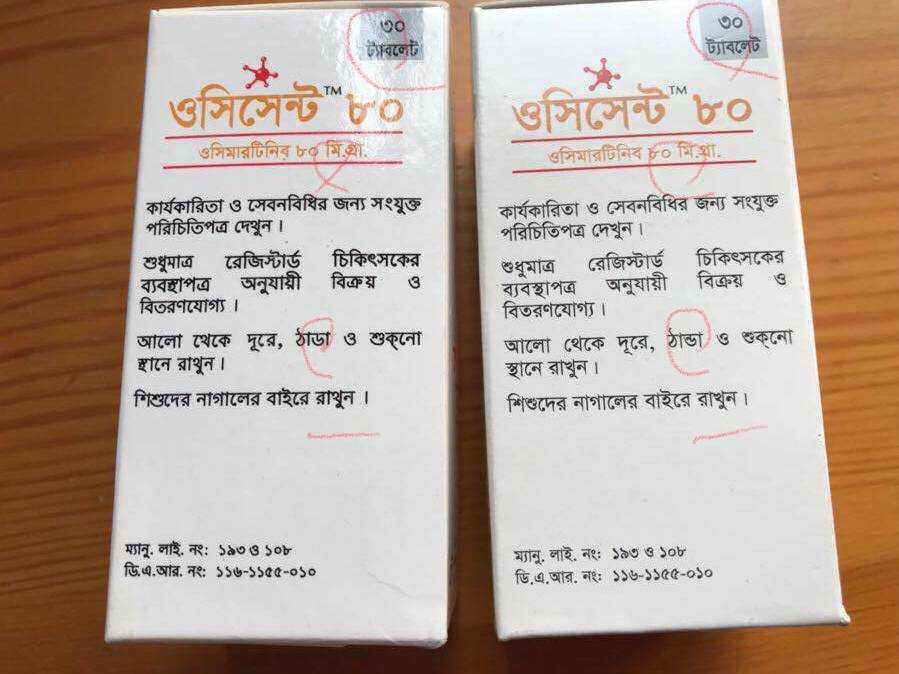 ৩০
ট্যাবলেট
ওসিসেন্ট™ ৮০
ওসিমারটিনিব ৮০ মি.গ্রা.
কার্যকারিতা ও সেবনবিধির জন্য সংযুক্ত
পরিচিতিপত্র দেখুন।
শুধুমাত্র রেজিস্টার্ড চিকিৎসকের
ব্যবস্থাপত্র অনুযায়ী বিক্রয় ও
বিতরণযোগ্য।
আলো থেকে দূরে, ঠাডা ও শুক্‌নো
স্থানে রাখুন।
শিশুদের নাগালের বাইরে রাখুন।
ম্যানু. লাই. নং: ১৯৩ ও ১০৮
ডি.এ.আর. নং: ১১৬-১১৫৫-০১০
৩০
ট্যাবলেট
ওসিসেন্ট™ ৮০
ওসিমারটিনিব ৮০ মি.গ্রা.
কার্যকারিতা ও সেবনবিধির জন্য সংযুক্ত
পরিচিতিপত্র দেখুন।
শুধুমাত্র রেজিস্টার্ড চিকিৎসকের
ব্যবস্থাপত্র অনুযায়ী বিক্রয় ও
বিতরণযোগ্য।
আলো থেকে দূরে, ঠান্ডা ও শুক্‌নো
স্থানে রাখুন।
শিশুদের নাগালের বাইরে রাখুন।
ম্যানু. লাই. নং: ১৯৩ ও ১০৮
ডি.এ.আর. নং: ১১৬-১১৫৫-০১০